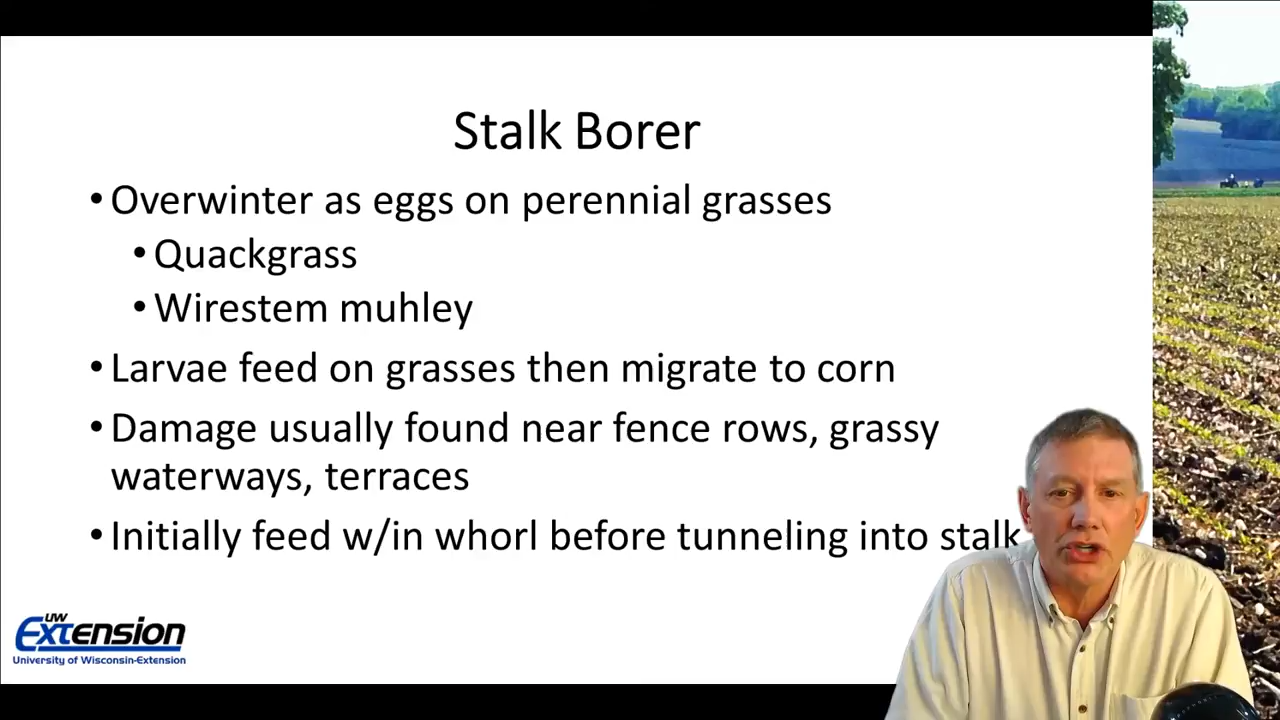 Stalk Borer
• Overwinter as eggs on perennial grasses
• Quackgrass
• Wirestem muhley
• Larvae feed on grasses then migrate to corn
• Damage usually found near fence rows, grassy
waterways, terraces
• Initially feed w/in whorl before tunneling into stalk
UW
Extension
University of Wisconsin-Extension